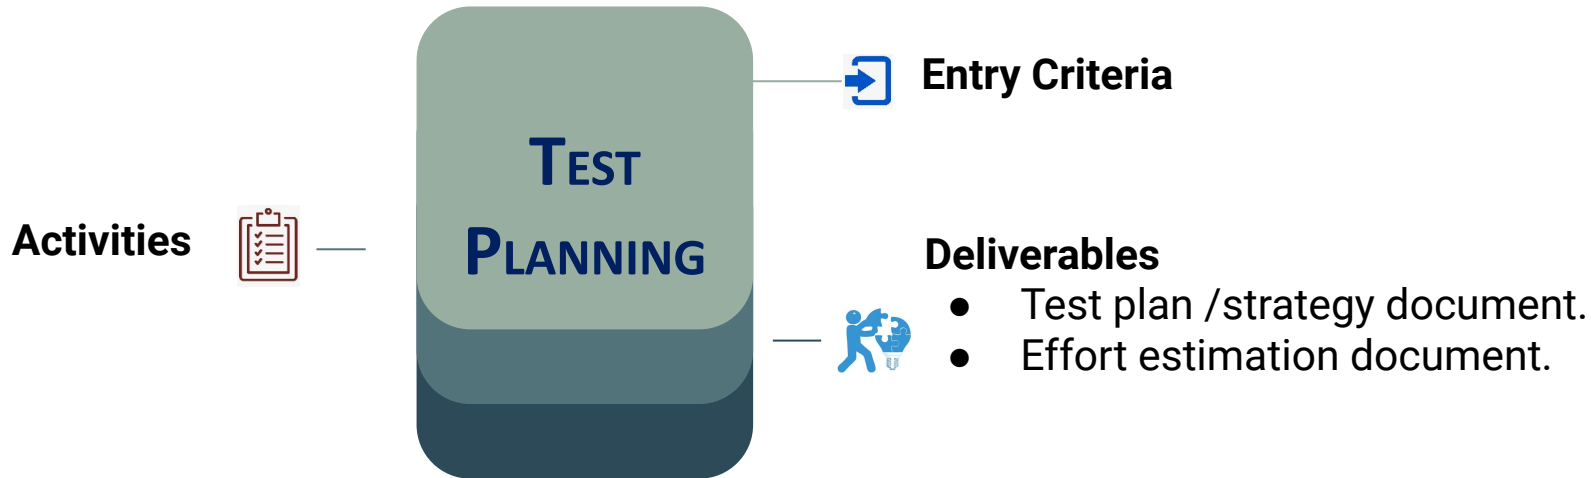 Entry Criteria
TEST
PLANNING
Activities
Deliverables
● Test plan /strategy document.
● Effort estimation document.